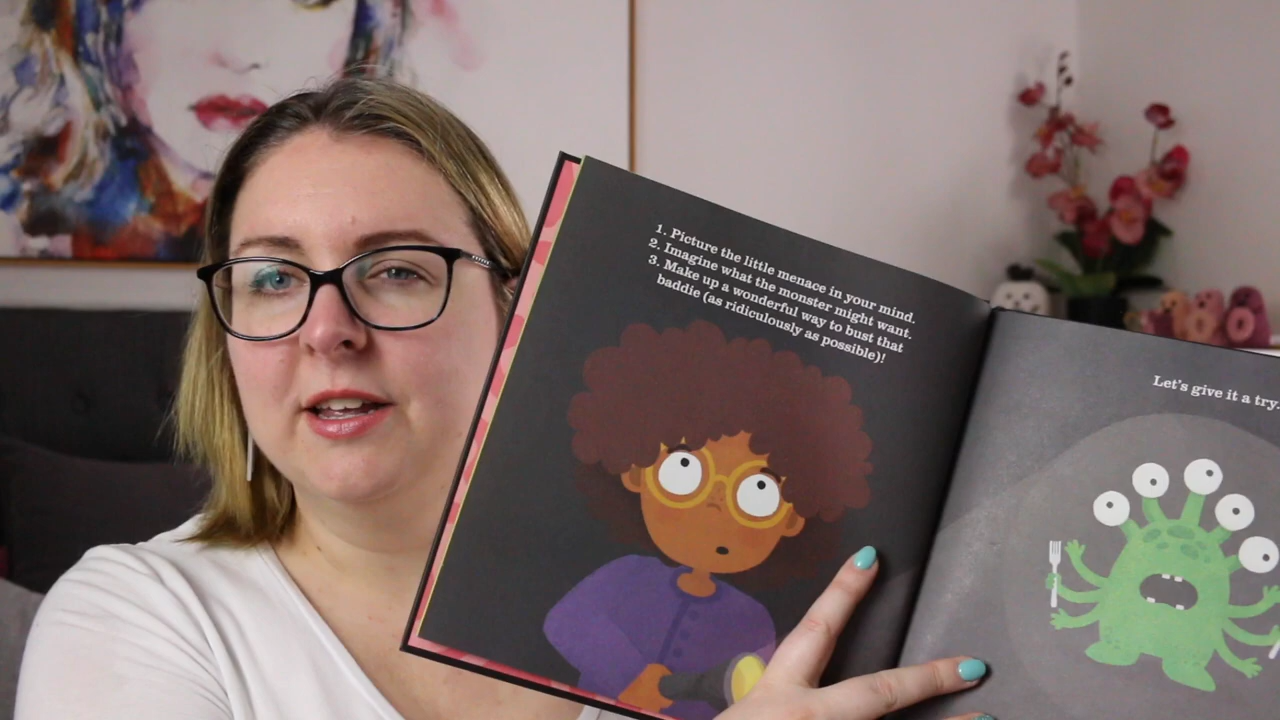 1. Picture the little menace in your mind.
2. Imagine what the monster might want.
3. Make up a wonderful way to bust that
baddie (as ridiculously as possible)!
Let's give it a try.